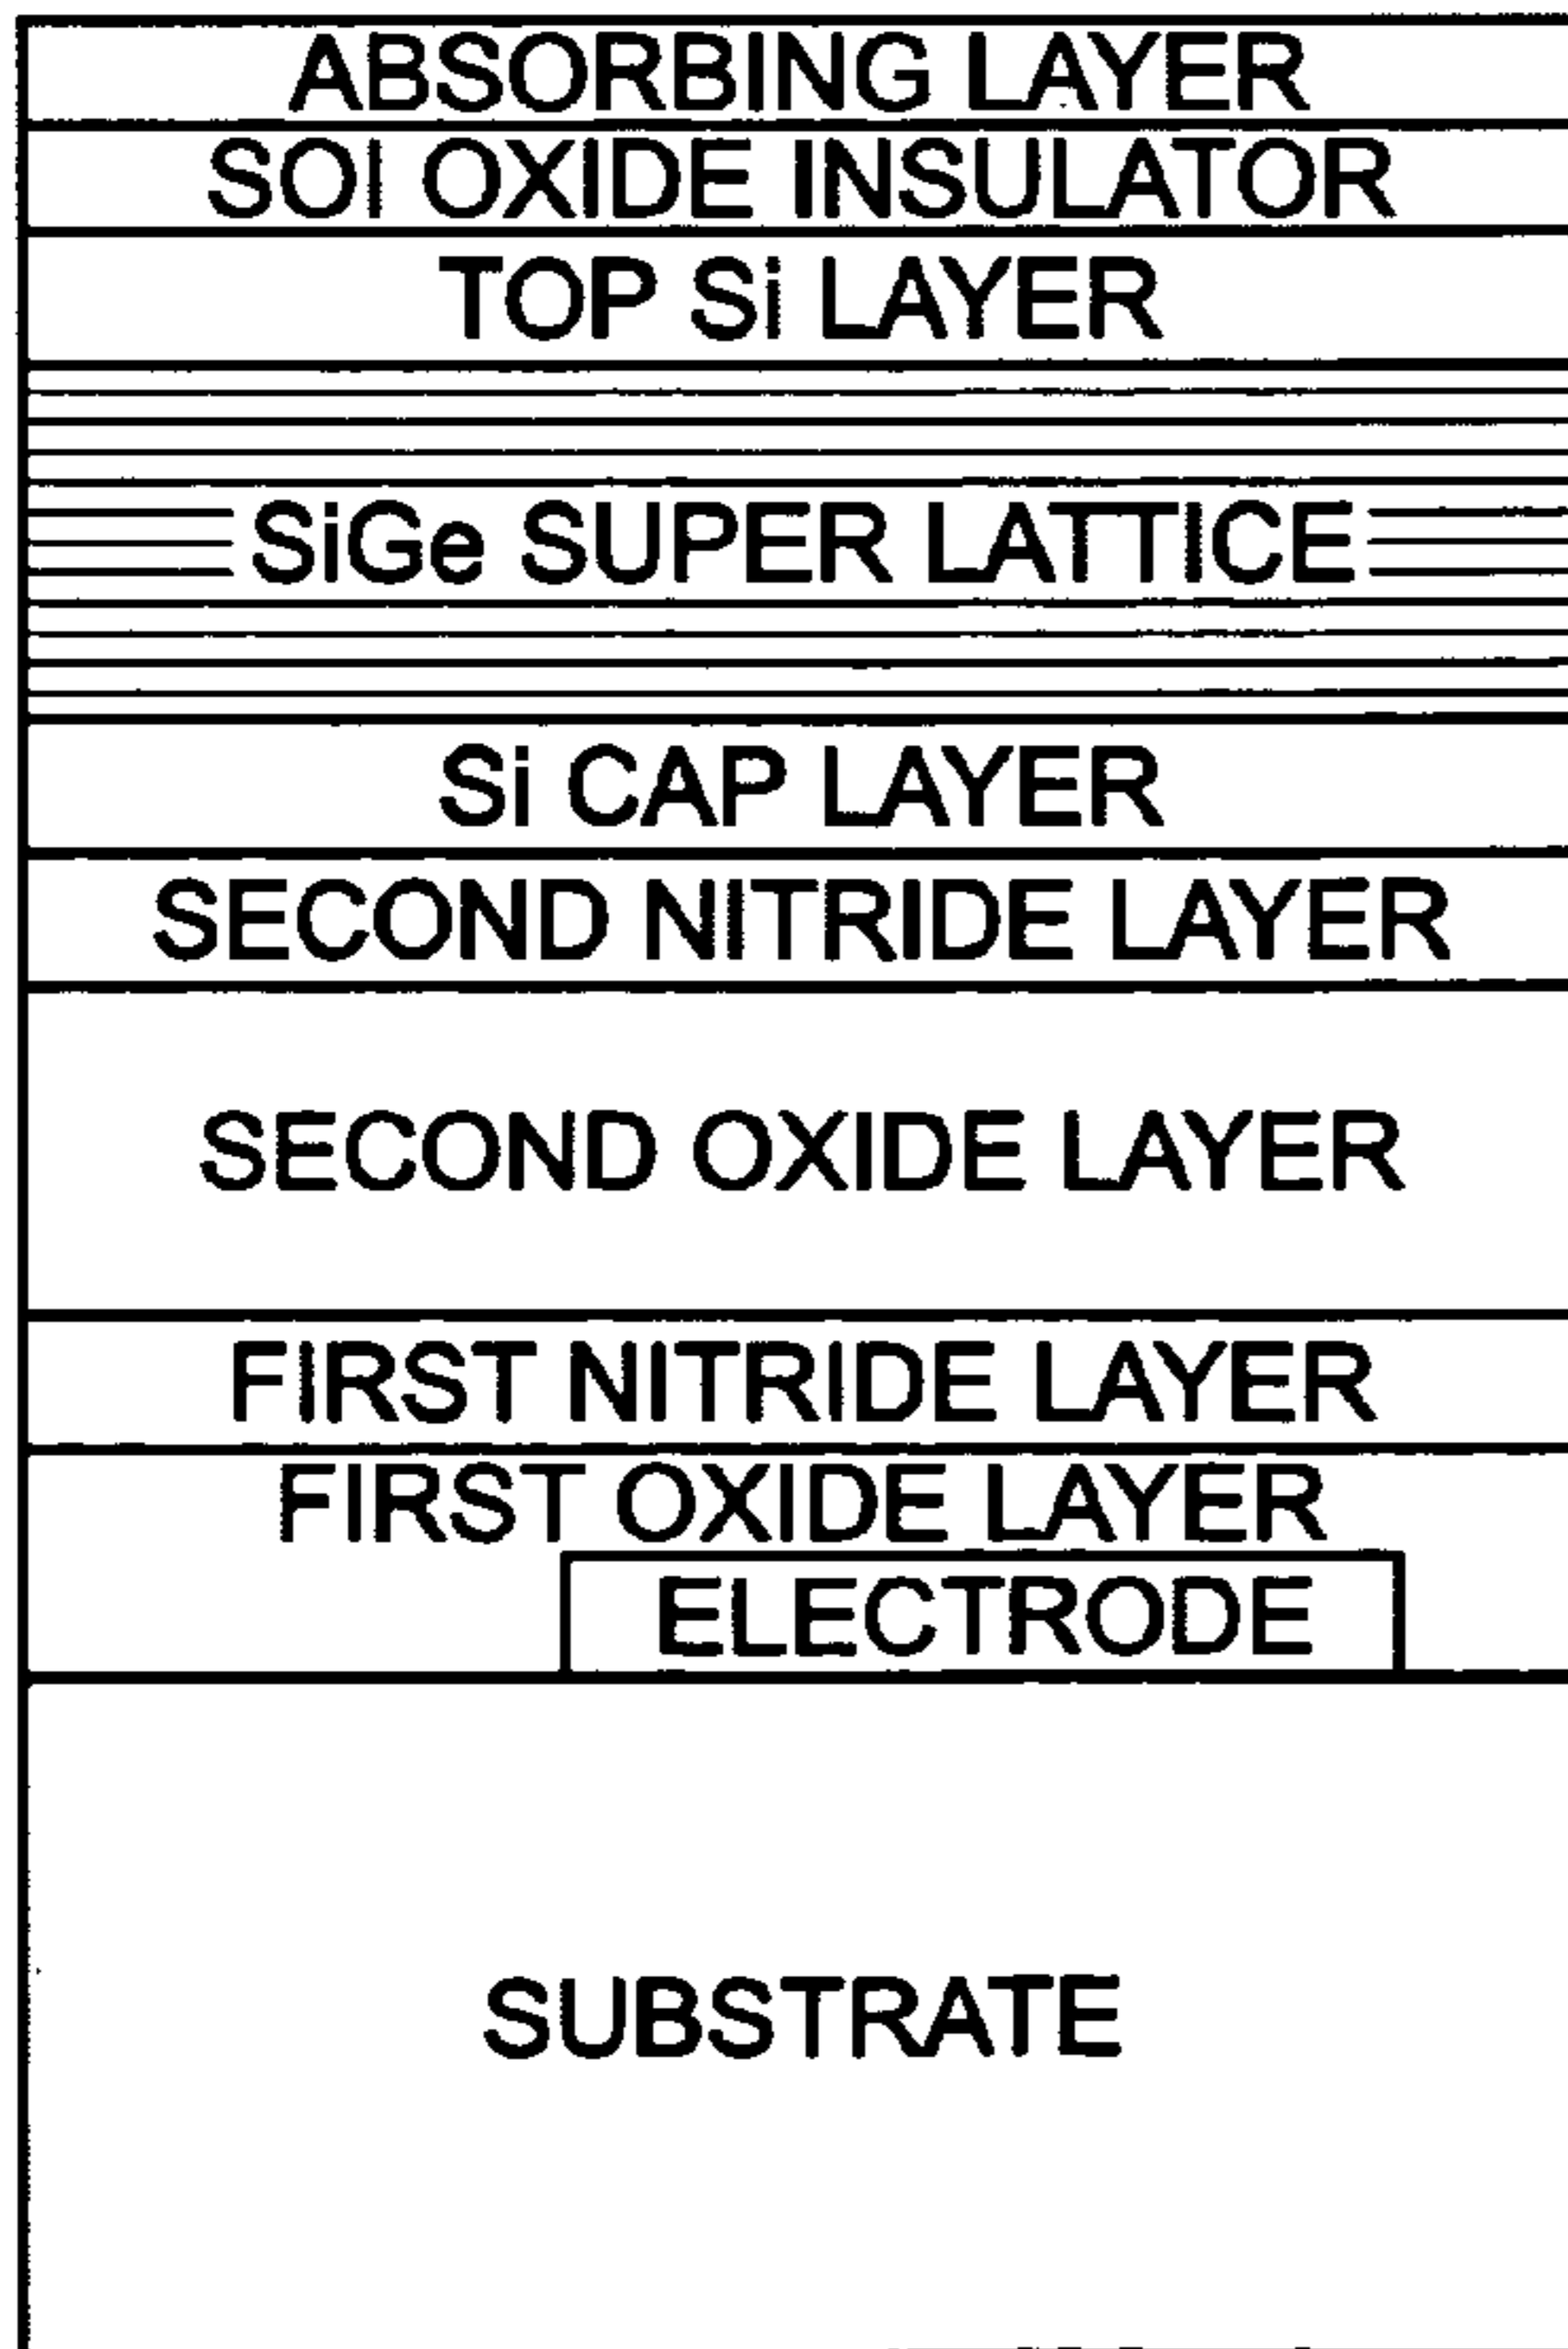 ABSORBING LAYER
SOI OXIDE INSULATOR
TOP Si LAYER
SiGe SUPER LATTICE
Si CAP LAYER
SECOND NITRIDE LAYER
SECOND OXIDE LAYER
FIRST NITRIDE LAYER
FIRST OXIDE LAYER
ELECTRODE
SUBSTRATE